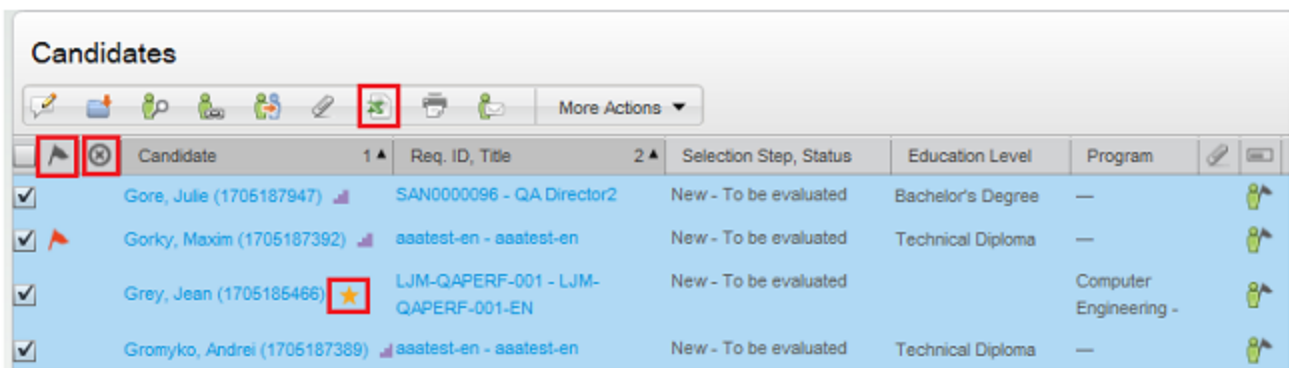 Candidates
More Actions
Candidate 1 Req. ID, Title 2 Selection Step, Status Education Level Program
Gore, Julie (1705187947) SAN0000096 - QA Director2 New - To be evaluated Bachelor's Degree —
Gorky, Maxim (1705187392) aaatest-en - aaatest-en New - To be evaluated Technical Diploma —
Grey, Jean (1705185466) LJM-QAPERF-001 - LJM- New - To be evaluated Computer
QAPERF-001-EN Engineering -
Gromyko, Andrei (1705187389) aaatest-en - aaatest-en New - To be evaluated Technical Diploma —